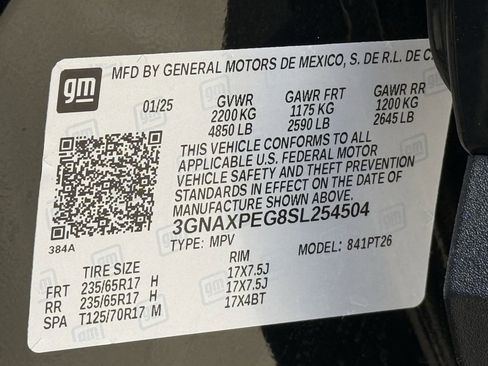 gm
MFD BY GENERAL MOTORS DE MEXICO, S. DE R.L. DE C.
01/25 GVWR GAWR FRT GAWR RR
2200 KG 1175 KG 1200 KG
4850 LB 2590 LB 2645 LB
THIS VEHICLE CONFORMS TO ALL
APPLICABLE U.S. FEDERAL MOTOR
VEHICLE SAFETY AND THEFT PREVENTION
STANDARDS IN EFFECT ON THE DATE OF
MANUFACTURE SHOWN ABOVE.
3GNAXPEG8SL254504
384A TYPE: MPV MODEL: 841PT26
TIRE SIZE RIM
FRT 235/65R17 H 17X7.5J
RR 235/65R17 H 17X7.5J
SPA T125/70R17 M 17X4BT